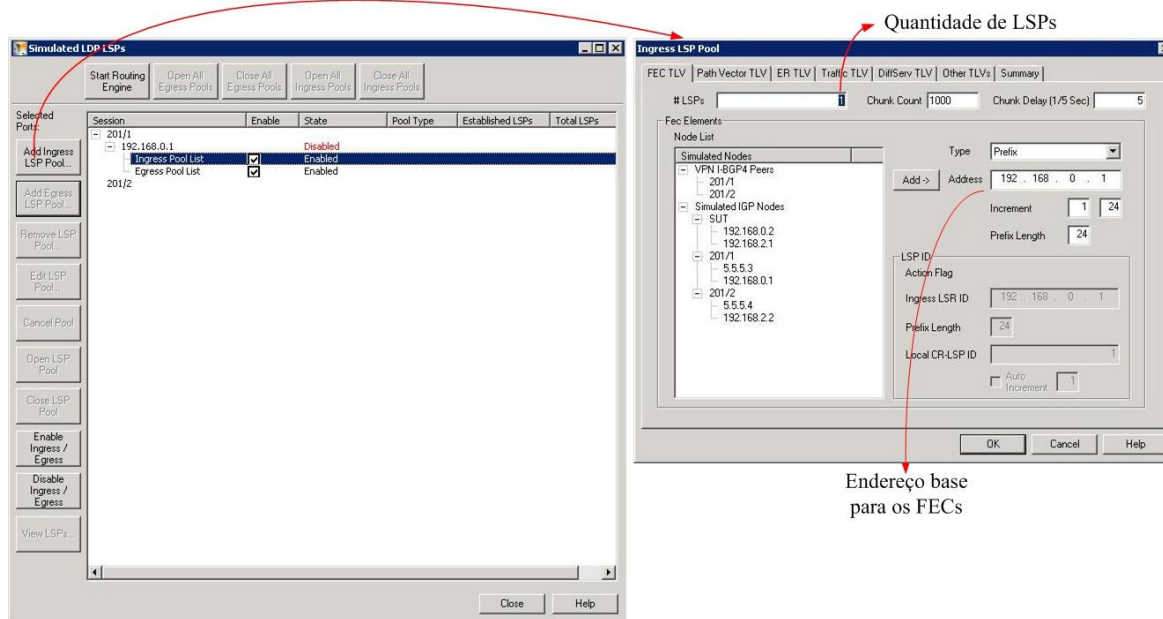 Quantidade de LSPs
Simulated LDP LSPs
Start Routing Engine
Open All Egress Pools
Close All Egress Pools
Open All Ingress Pools
Close All Ingress Pools
Selected Ports:
Add Ingress LSP Pool...
Add Egress LSP Pool...
Remove LSP Pool...
Edit LSP Pool...
Cancel Pool
Open LSP Pool
Close LSP Pool
Enable Ingress / Egress
Disable Ingress / Egress
View LSPs...
Session Enable State Pool Type Established LSPs Total LSPs
201/1
192.168.0.1 Disabled
Ingress Pool List Enabled
Egress Pool List Enabled
201/2
Close Help
Ingress LSP Pool
FEC TLV Path Vector TLV ER TLV Traffic TLV DiffServ TLV Other TLVs Summary
# LSPs 1 Chunk Count 1000 Chunk Delay (1/5 Sec) 5
Fec Elements
Node List
Simulated Nodes
VPN I-BGP4 Peers
201/1
201/2
Simulated IGP Nodes
SUT
192.168.0.2
192.168.2.1
201/1
5.5.5.3
192.168.0.1
201/2
5.5.5.4
192.168.2.2
Type Prefix
Add -> Address 192 . 168 . 0 . 1
Increment 1 24
Prefix Length 24
LSP ID
Action Flag
Ingress LSR ID 192 . 168 . 0 . 1
Prefix Length 24
Local CR-LSP ID 1
Auto Increment 1
OK Cancel Help
Endereço base
para os FECs